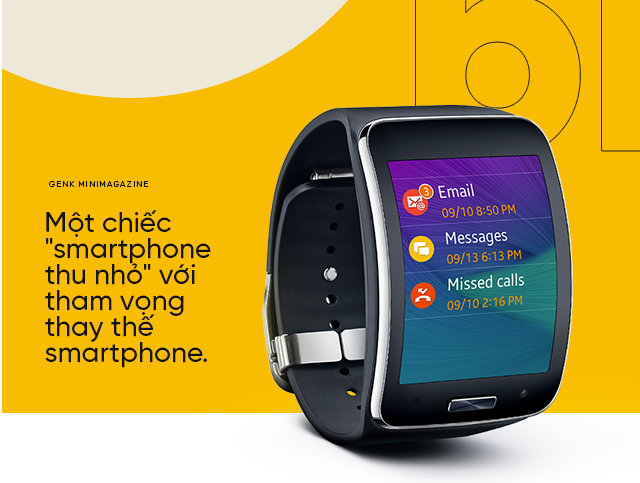 GENK MINIMAGAZINE
Một chiếc
"smartphone
thu nhỏ" với
tham vọng
thay thế
smartphone.
3
Email
09/10 8:50 PM
Messages
09/13 6:13 PM
Missed calls
09/10 2:16 PM